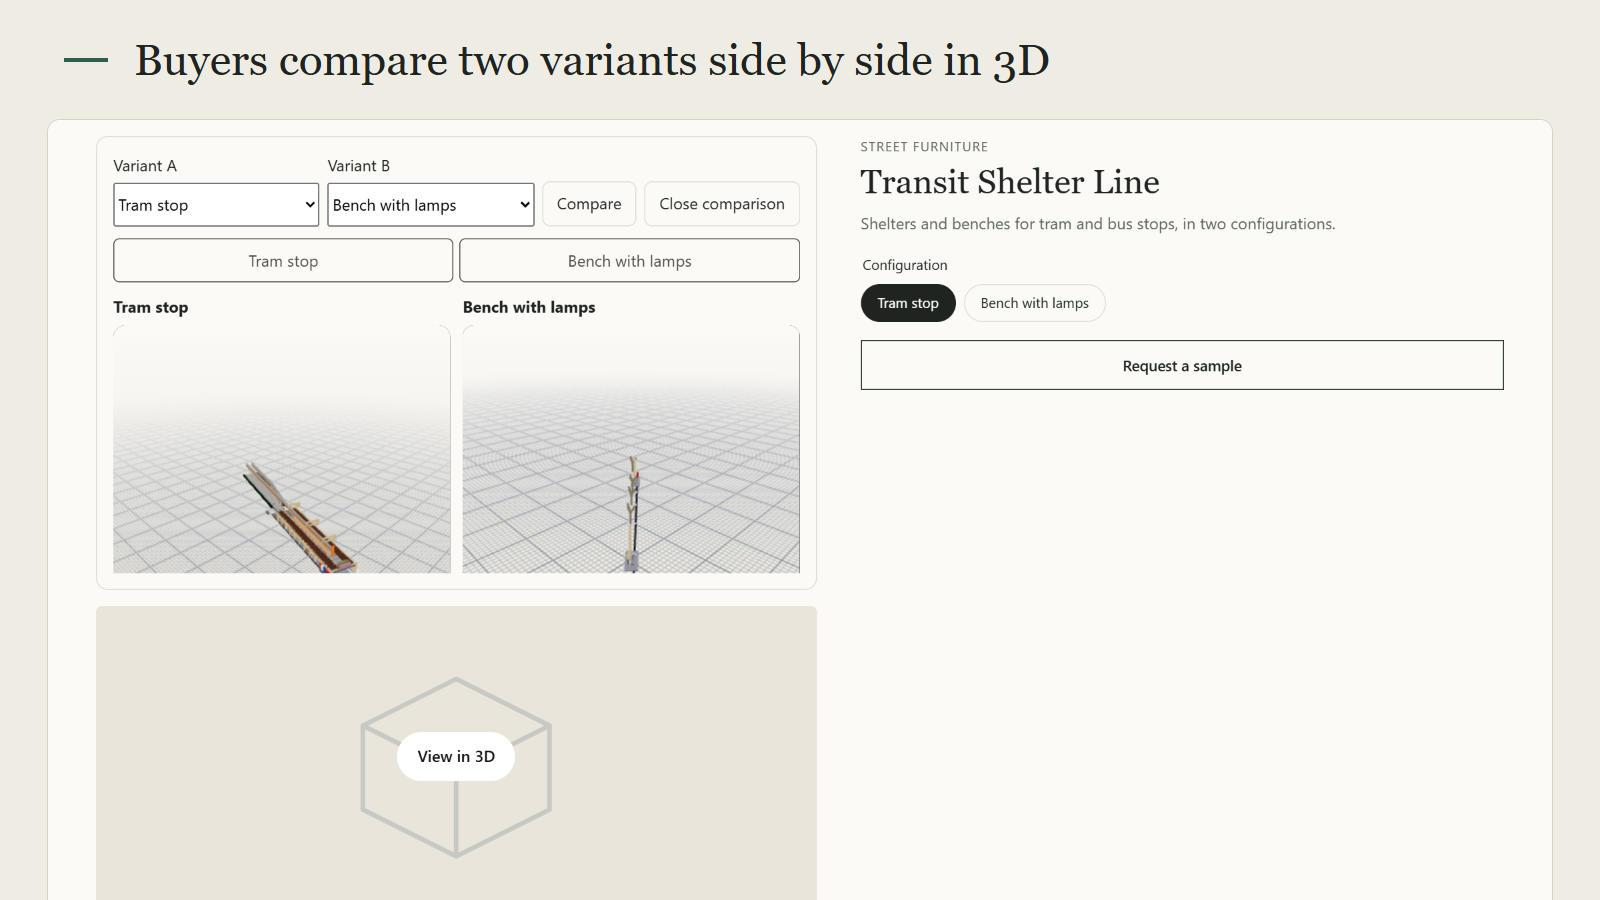 Buyers compare two variants side by side in 3D
Variant A
Variant B
Tram stop
Bench with lamps
Compare
Close comparison
Tram stop
Bench with lamps
Tram stop
Bench with lamps
View in 3D
STREET FURNITURE
Transit Shelter Line
Shelters and benches for tram and bus stops, in two configurations.
Configuration
Tram stop
Bench with lamps
Request a sample